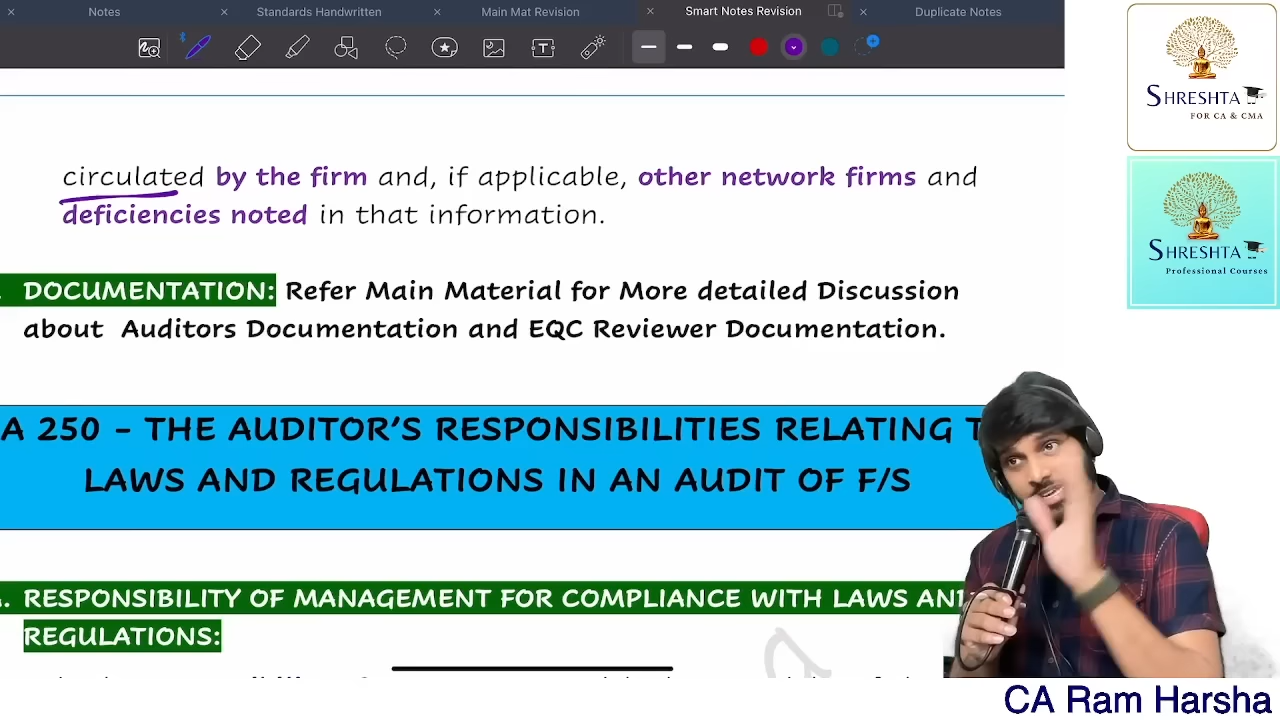 Notes
Standards Handwritten
Main Mat Revision
Smart Notes Revision
Duplicate Notes
SHRESHTA
FOR CA & CMA
SHRESHTA
Professional Courses
circulated by the firm and, if applicable, other network firms and
deficiencies noted in that information.
DOCUMENTATION: Refer Main Material for More detailed Discussion
about Auditors Documentation and EQC Reviewer Documentation.
A 250 - THE AUDITOR'S RESPONSIBILITIES RELATING T
LAWS AND REGULATIONS IN AN AUDIT OF F/S
RESPONSIBILITY OF MANAGEMENT FOR COMPLIANCE WITH LAWS AND
REGULATIONS:
CA Ram Harsha